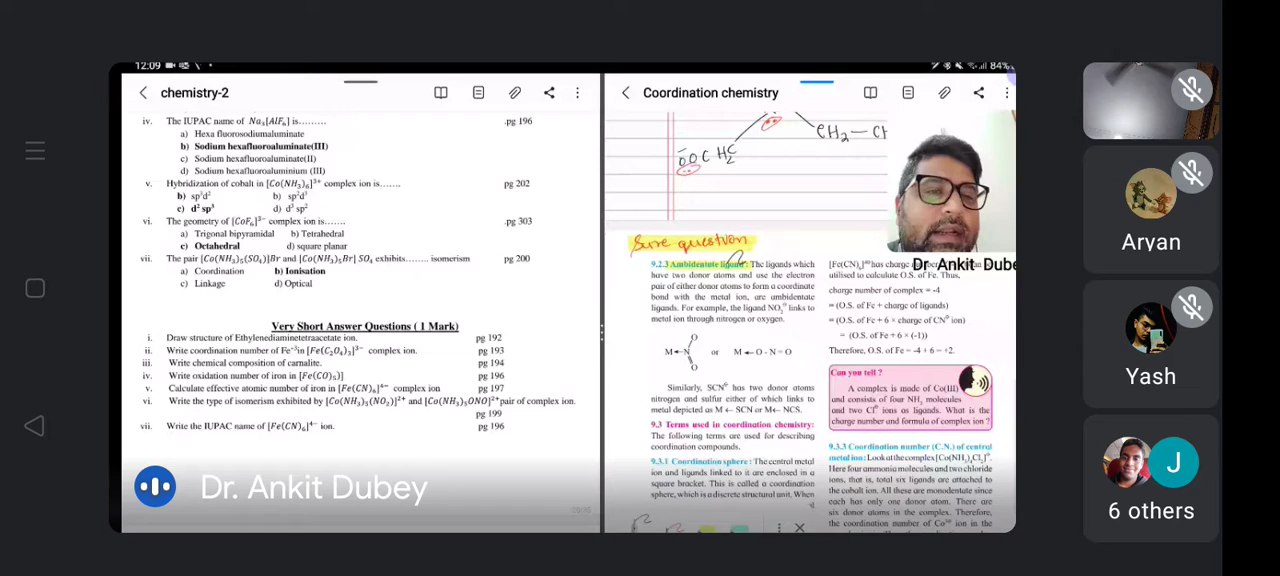 12:09
84%
chemistry-2
iv. The IUPAC name of Na₃[AlF₆] is......... .pg 196
a) Hexa fluorosodiumaluminate
b) Sodium hexafluoroaluminate(III)
c) Sodium hexafluoroaluminate(II)
d) Sodium hexafluoroaluminium (III)
v. Hybridization of cobalt in [Co(NH₃)₆]³⁺ complex ion is....... pg 202
b) sp³d² b) sp²d³
c) d² sp³ d) d³ sp²
vi. The geometry of [CoF₆]³⁻ complex ion is....... .pg 303
a) Trigonal bipyramidal b) Tetrahedral
c) Octahedral d) square planar
vii. The pair [Co(NH₃)₅(SO₄)]Br and [Co(NH₃)₅Br] SO₄ exhibits........ isomerism pg 200
a) Coordination b) Ionisation
c) Linkage d) Optical
Very Short Answer Questions ( 1 Mark)
i. Draw structure of Ethylenediaminetetraacetate ion. pg 192
ii. Write coordination number of Fe⁺³in [Fe(C₂O₄)₃]³⁻ complex ion. pg 193
iii. Write chemical composition of carnalite. pg 194
iv. Write oxidation number of iron in [Fe(CO)₅)] pg 196
v. Calculate effective atomic number of iron in [Fe(CN)₆]⁴⁻ complex ion pg 197
vi. Write the type of isomerism exhibited by [Co(NH₃)₅(NO₂)]²⁺ and [Co(NH₃)₅ONO]²⁺pair of complex ion.
pg 199
vii. Write the IUPAC name of [Fe(CN)₆]⁴⁻ ion. pg 196
Dr. Ankit Dubey
Coordination chemistry
CH₂—CH
ŌOC H₂C
Sure question
9.2.3 Ambidentate ligand : The ligands which
have two donor atoms and use the electron
pair of either donor atoms to form a coordinate
bond with the metal ion, are ambidentate
ligands. For example, the ligand NO₂⊖ links to
metal ion through nitrogen or oxygen.
O
M←N or M ← O - N = O
O
Similarly, SCN⊖ has two donor atoms
nitrogen and sulfur either of which links to
metal depicted as M ← SCN or M← NCS.
9.3 Terms used in coordination chemistry:
The following terms are used for describing
coordination compounds.
9.3.1 Coordination sphere : The central metal
ion and ligands linked to it are enclosed in a
square bracket. This is called a coordination
sphere, which is a discrete structural unit. When
[Fe(CN)₆]⁴⊖ has charge
utilised to calculate O.S. of Fe. Thus,
charge number of complex = -4
= (O.S. of Fe + charge of ligands)
= (O.S. of Fe + 6 × charge of CN⊖ ion)
= (O.S. of Fe + 6 × (-1))
Therefore, O.S. of Fe = -4 + 6 = +2.
Can you tell ?
A complex is made of Co(III)
and consists of four NH₃ molecules
and two Cl⊖ ions as ligands. What is the
charge number and formula of complex ion ?
9.3.3 Coordination number (C.N.) of central
metal ion: Look at the complex [Co(NH₃)₄Cl₂]⊕.
Here four ammonia molecules and two chloride
ions, that is, total six ligands are attached to
the cobalt ion. All these are monodentate since
each has only one donor atom. There are
six donor atoms in the complex. Therefore,
the coordination number of Co³⊕ ion in the
Dr. Ankit Dube
Aryan
Yash
J
6 others